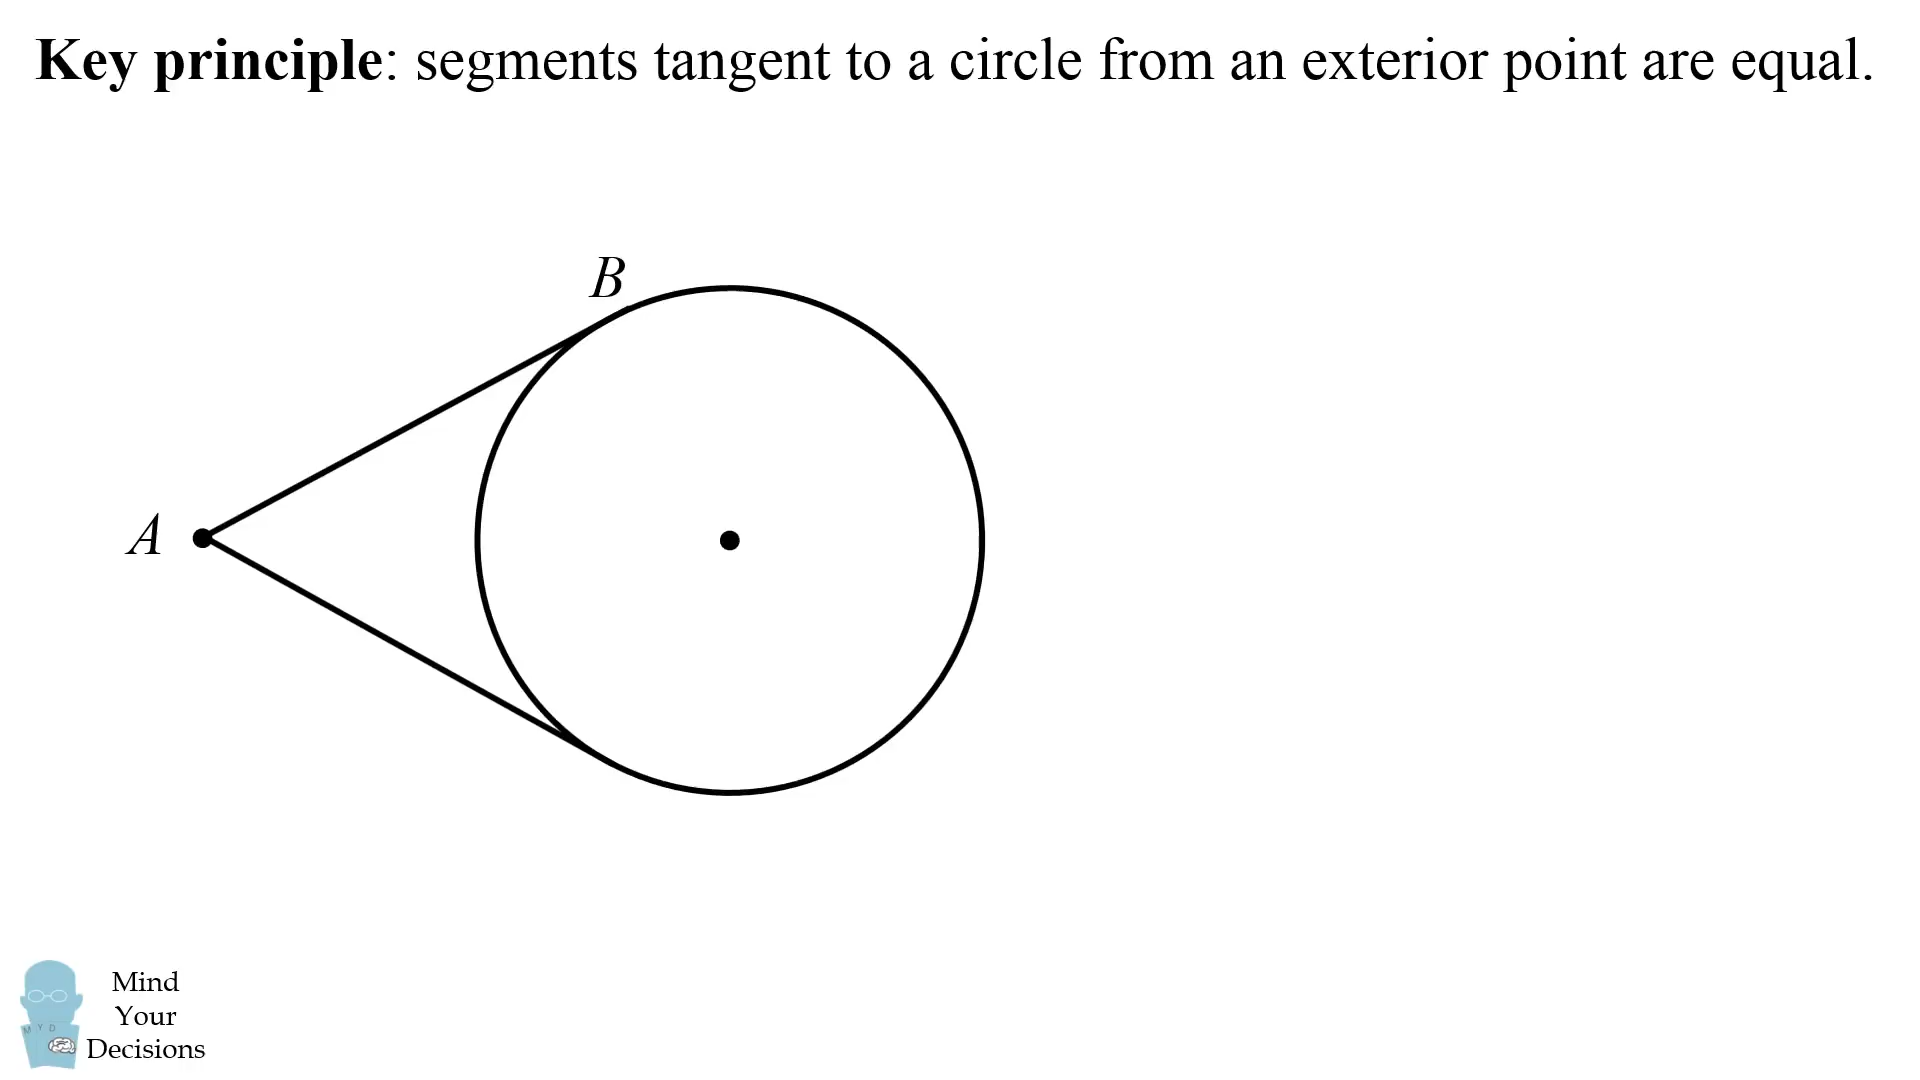 Key principle: segments tangent to a circle from an exterior point are equal.
B
A
Mind
Your
Decisions
M Y D